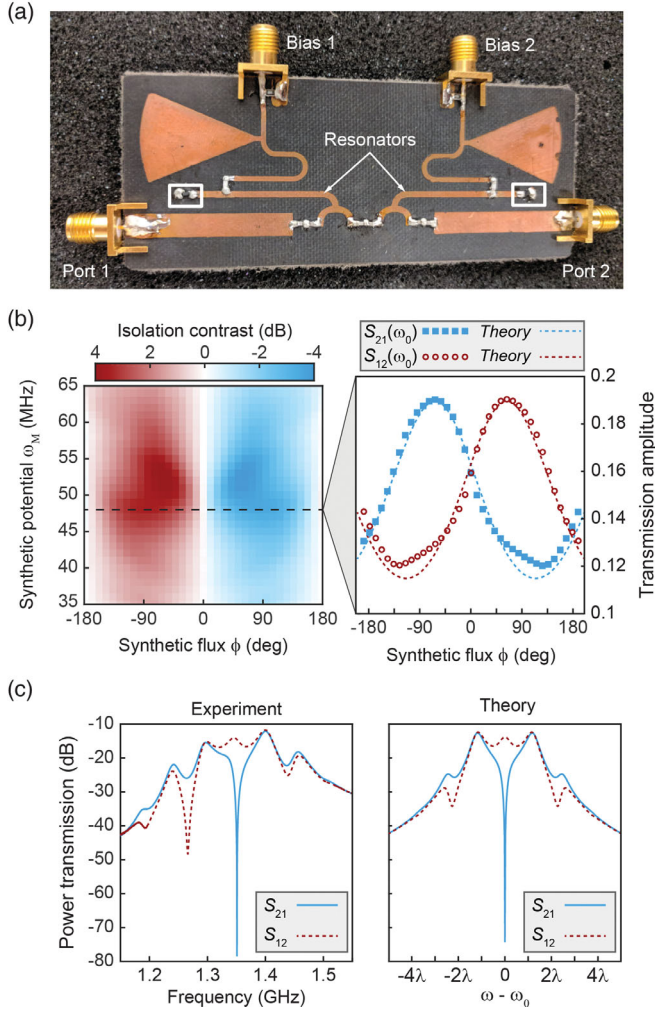 (a)
Bias 1
Bias 2
Resonators
Port 1
Port 2
(b)
Isolation contrast (dB)
4 2 0 -2 -4
Synthetic potential ω_M (MHz)
65
60
55
50
45
40
35
-180 -90 0 90 180
Synthetic flux ϕ (deg)
S₂₁(ω₀) Theory
S₁₂(ω₀) Theory
0.2
0.18
0.16
0.14
0.12
0.1
Transmission amplitude
-180 -90 0 90 180
Synthetic flux ϕ (deg)
(c)
Experiment
Power transmission (dB)
-10
-20
-30
-40
-50
-60
-70
-80
S₂₁
S₁₂
1.2 1.3 1.4 1.5
Frequency (GHz)
Theory
S₂₁
S₁₂
-4λ -2λ 0 2λ 4λ
ω - ω₀